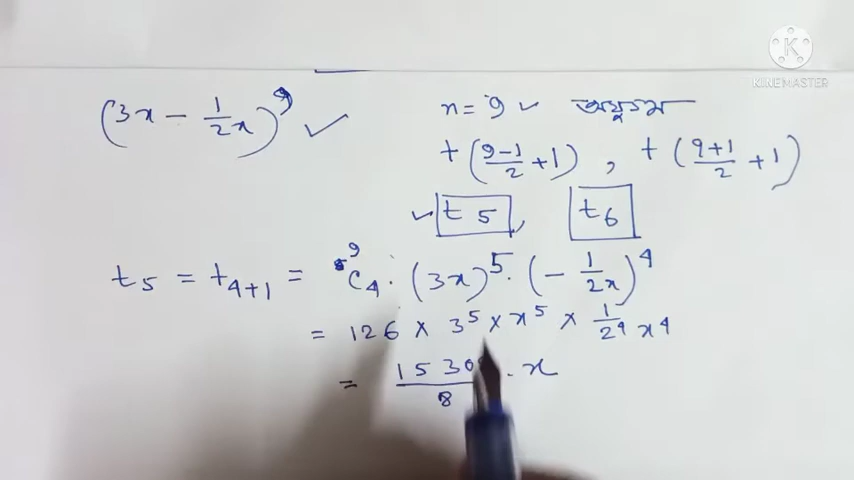 KINEMASTER
(3x - 1/2x)^9 ✓
n = 9 ✓ অযুগ্ম
t(9-1/2 + 1) , t(9+1/2 + 1)
✓ t5 , t6
t5 = t4+1 = ^9C4 . (3x)^5 . (- 1/2x)^4
= 126 × 3^5 × x^5 × 1/2^4 x^4
= /8 . x